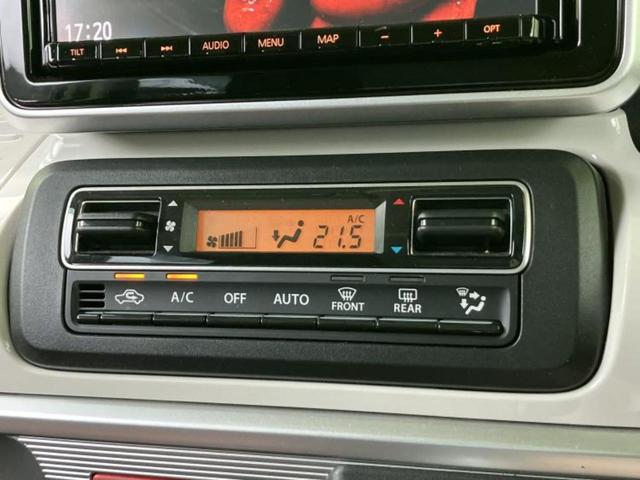 17:20
TILT AUDIO MENU MAP − + OPT
A/C
21.5
A/C OFF AUTO FRONT REAR